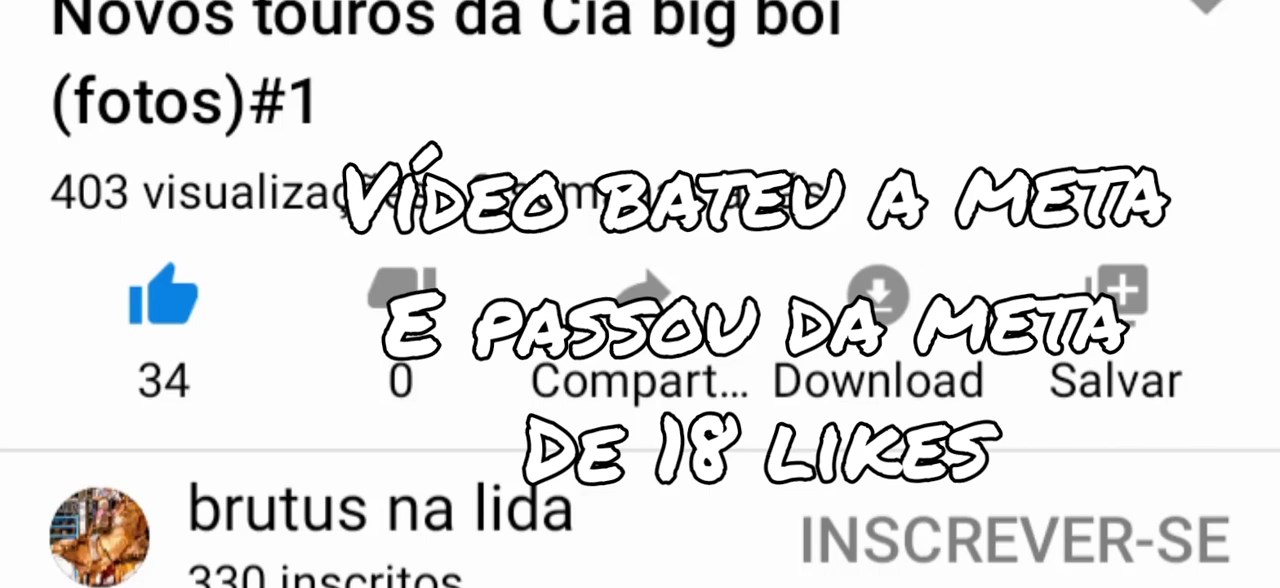 Novos touros da Cia big boi
(fotos)#1
403 visualizaç
Vídeo bateu a meta
E passou da meta
De 18 likes
34
0
Compart...
Download
Salvar
brutus na lida
INSCREVER-SE
330 inscritos